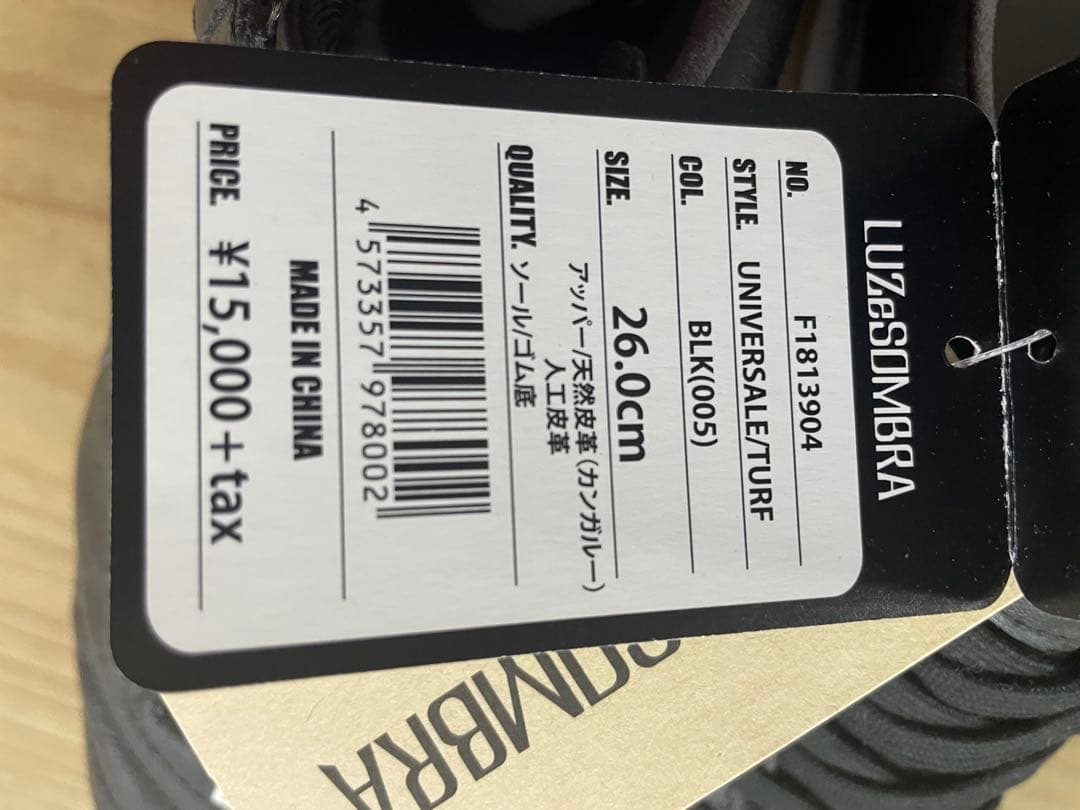 LUZeSOMBRA
NO. F1813904
STYLE. UNIVERSALE/TURF
COL. BLK(005)
SIZE. 26.0cm
アッパー/天然皮革(カンガルー)
人工皮革
QUALITY. ソール/ゴム底
4 573357 978002
MADE IN CHINA
PRICE. ¥15,000+tax
SOMBRA